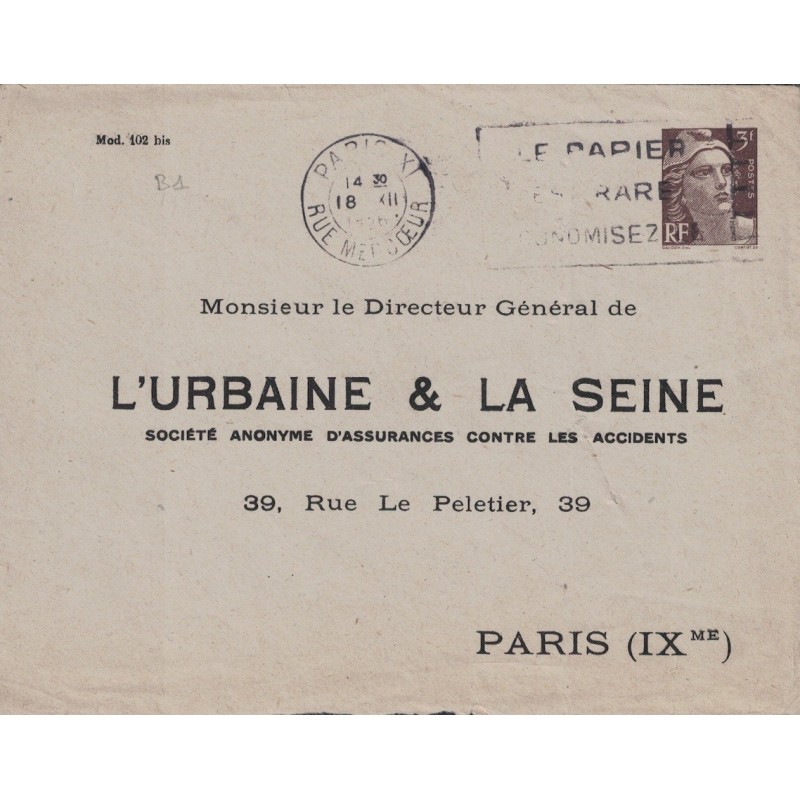 Mod. 102 bis
B1
PARIS XI
14 30
18 XII
RUE MERCŒUR
LE PAPIER
EST RARE
ECONOMISEZ
3f
POSTES
RF
Monsieur le Directeur Général de
L'URBAINE & LA SEINE
SOCIÉTÉ ANONYME D'ASSURANCES CONTRE LES ACCIDENTS
39, Rue Le Peletier, 39
PARIS (IXME)